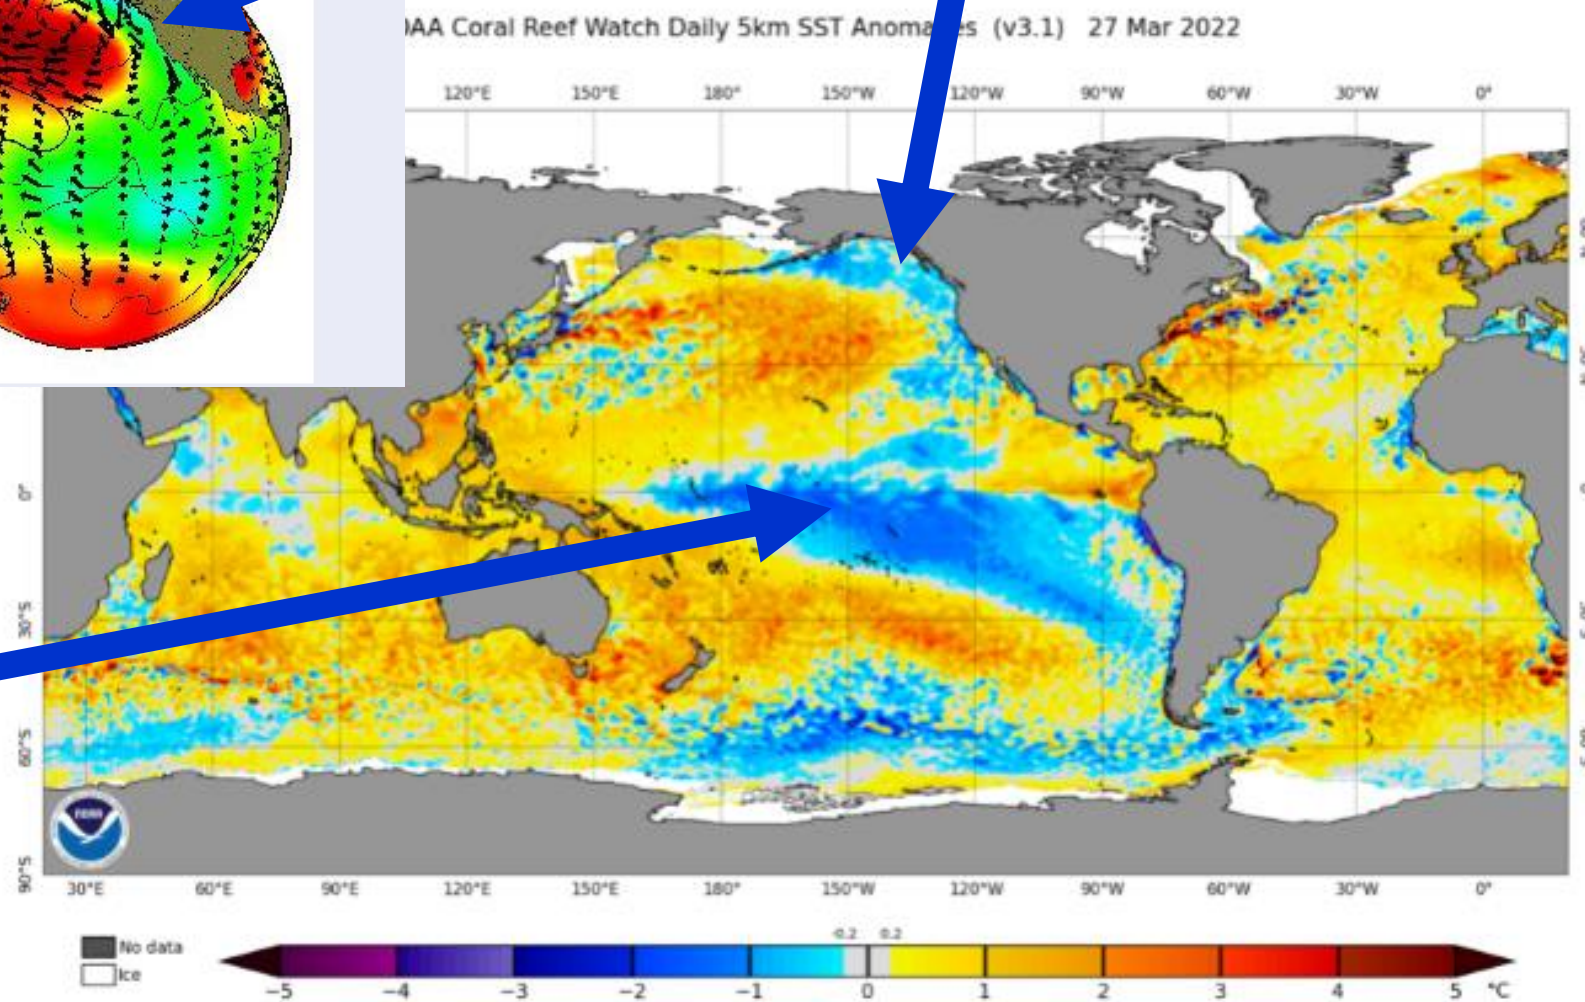 AA Coral Reef Watch Daily 5km SST Anoma es (v3.1) 27 Mar 2022
120°E 150°E 180° 150°W 120°W 90°W 60°W 30°W 0°
0°
30°S
60°S
90°S
30°E 60°E 90°E 120°E 150°E 180° 150°W 120°W 90°W 60°W 30°W 0°
-0.2 0.2
No data
Ice
−5 −4 −3 −2 −1 0 1 2 3 4 5 °C